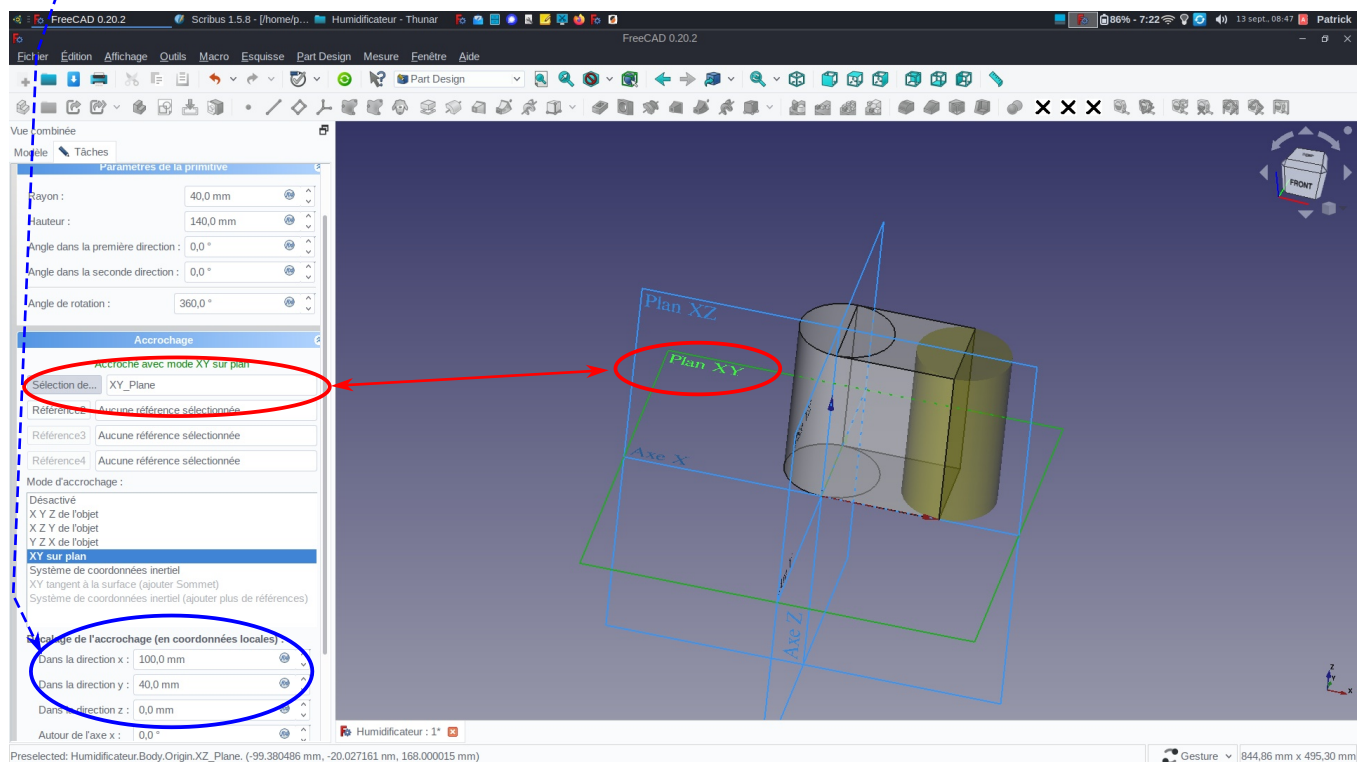 FreeCAD 0.20.2 Scribus 1.5.8 - [/home/p... Humidificateur - Thunar 86% - 7:22 13 sept., 08:47 Patrick
FreeCAD 0.20.2
Fichier Édition Affichage Outils Macro Esquisse Part Design Mesure Fenêtre Aide
Part Design
Vue combinée
Modèle Tâches
Paramètres de la primitive
Rayon : 40,0 mm
Hauteur : 140,0 mm
Angle dans la première direction : 0,0 °
Angle dans la seconde direction : 0,0 °
Angle de rotation : 360,0 °
Accrochage
Accroché avec mode XY sur plan
Sélection de... XY_Plane
Référence2 Aucune référence sélectionnée
Référence3 Aucune référence sélectionnée
Référence4 Aucune référence sélectionnée
Mode d'accrochage :
Désactivé
X Y Z de l'objet
X Z Y de l'objet
Y Z X de l'objet
XY sur plan
Système de coordonnées inertiel
XY tangent à la surface (ajouter Sommet)
Système de coordonnées inertiel (ajouter plus de références)
Décalage de l'accrochage (en coordonnées locales) :
Dans la direction x : 100,0 mm
Dans la direction y : 40,0 mm
Dans la direction z : 0,0 mm
Autour de l'axe x : 0,0 °
Plan XZ
Plan XY
Axe X
Axe Z
FRONT
Z
Y
X
Humidificateur : 1*
Preselected: Humidificateur.Body.Origin.XZ_Plane. (-99.380486 mm, -20.027161 nm, 168.000015 mm)
Gesture 844,86 mm x 495,30 mm